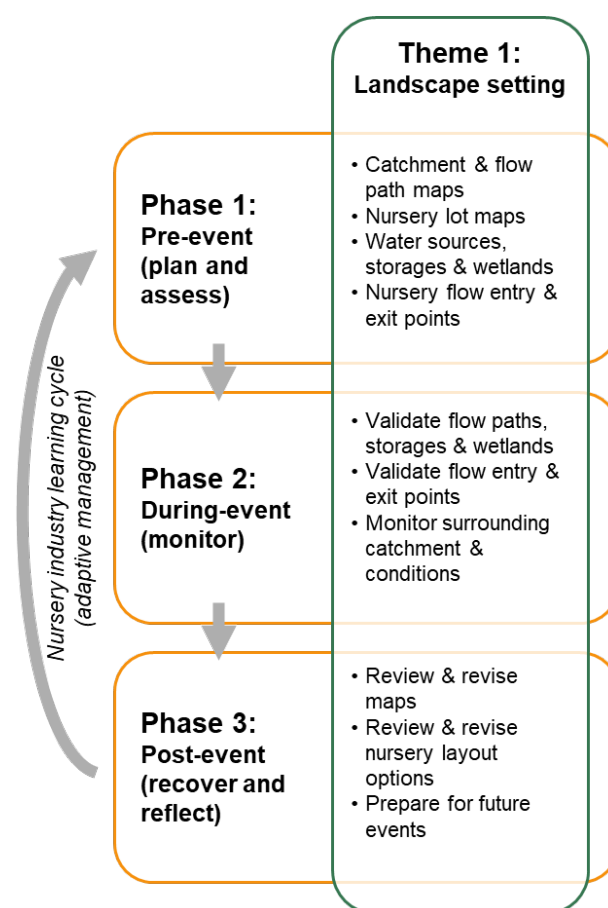 Theme 1:
Landscape setting
Phase 1:
Pre-event
(plan and
assess)
• Catchment & flow
path maps
• Nursery lot maps
• Water sources,
storages & wetlands
• Nursery flow entry &
exit points
Phase 2:
During-event
(monitor)
• Validate flow paths,
storages & wetlands
• Validate flow entry &
exit points
• Monitor surrounding
catchment &
conditions
Phase 3:
Post-event
(recover and
reflect)
• Review & revise
maps
• Review & revise
nursery layout
options
• Prepare for future
events
Nursery industry learning cycle
(adaptive management)